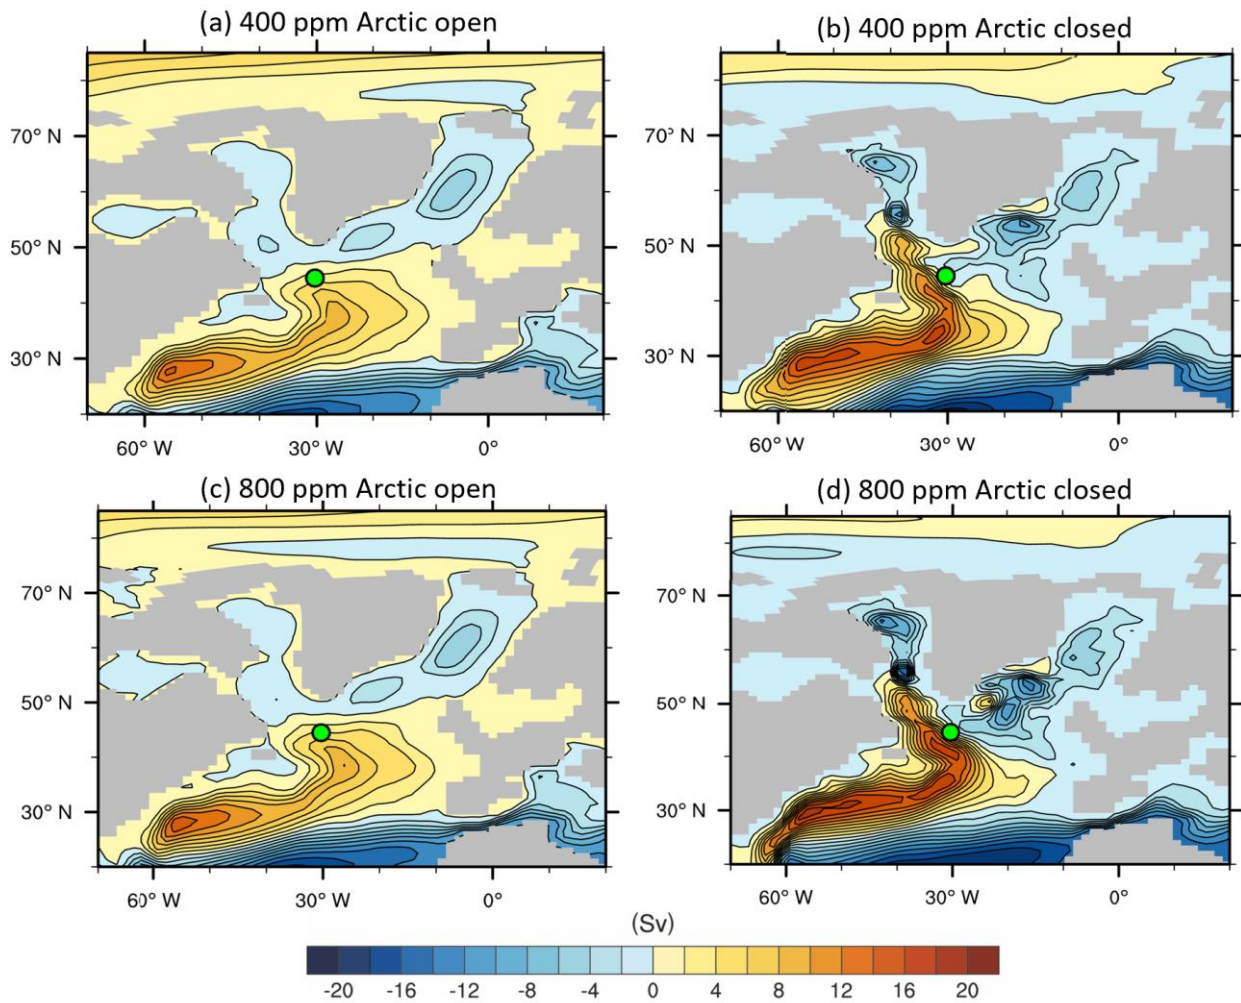 (a) 400 ppm Arctic open
(b) 400 ppm Arctic closed
70° N
50° N
30° N
60° W
30° W
0°
70° N
50° N
30° N
60° W
30° W
0°
(c) 800 ppm Arctic open
(d) 800 ppm Arctic closed
70° N
50° N
30° N
60° W
30° W
0°
70° N
50° N
30° N
60° W
30° W
0°
(Sv)
-20 -16 -12 -8 -4 0 4 8 12 16 20